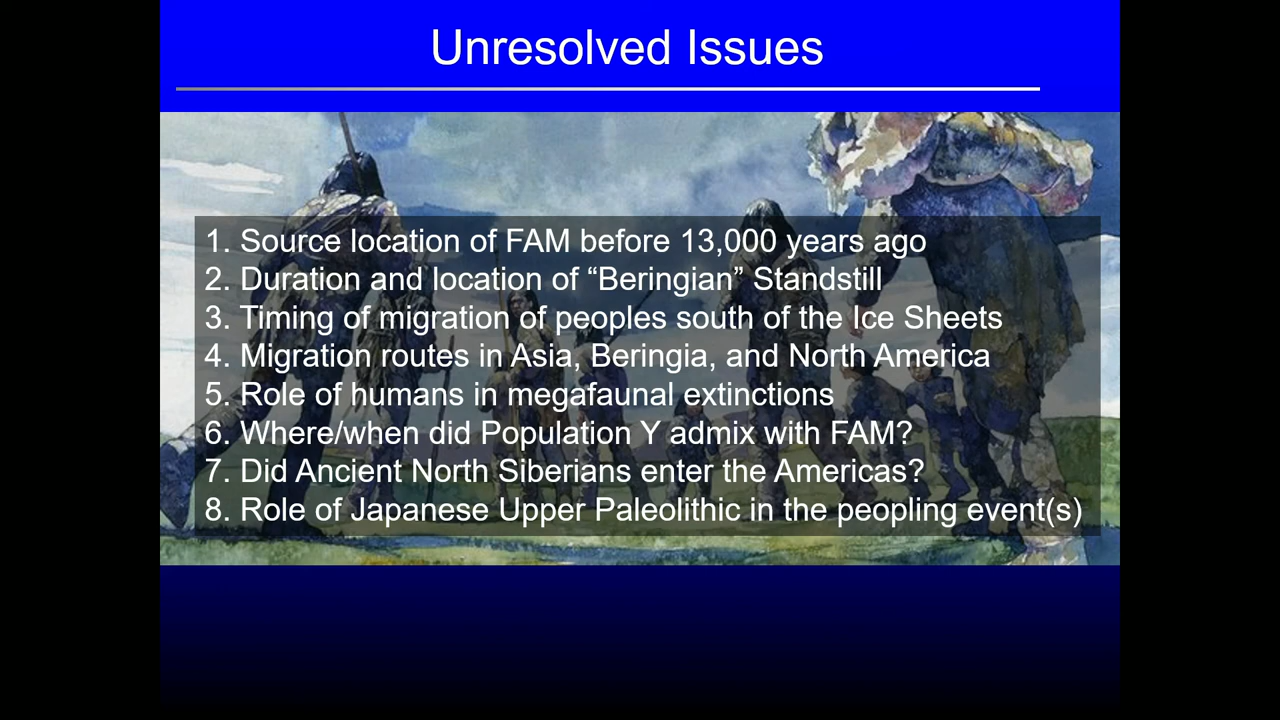 Unresolved Issues
1. Source location of FAM before 13,000 years ago
2. Duration and location of “Beringian” Standstill
3. Timing of migration of peoples south of the Ice Sheets
4. Migration routes in Asia, Beringia, and North America
5. Role of humans in megafaunal extinctions
6. Where/when did Population Y admix with FAM?
7. Did Ancient North Siberians enter the Americas?
8. Role of Japanese Upper Paleolithic in the peopling event(s)